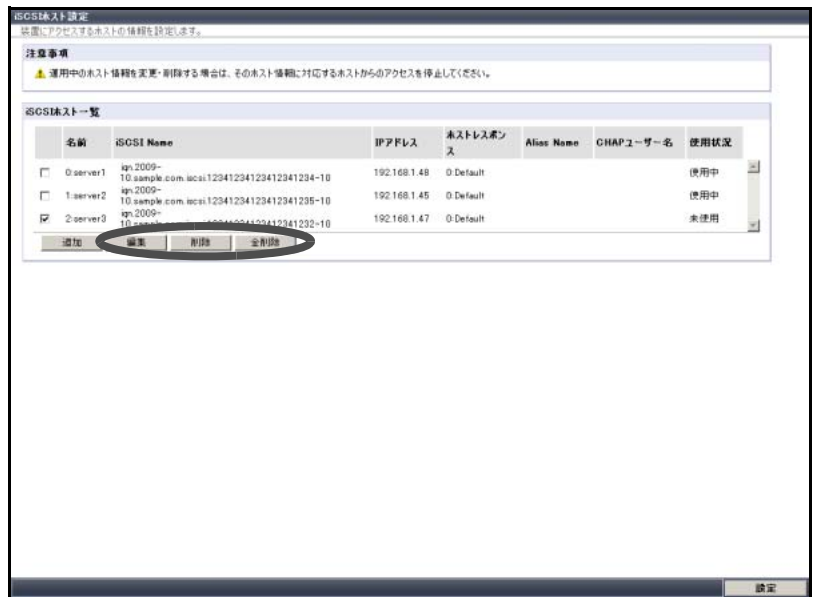 iSCSIホスト設定
装置にアクセスするホストの情報を設定します。
注意事項
運用中のホスト情報を変更・削除する場合は、そのホスト情報に対応するホストからのアクセスを停止してください。
iSCSIホスト一覧
名前 iSCSI Name IPアドレス ホストレスポンス Alias Name CHAPユーザー名 使用状況
0:server1 iqn.2009-10.sample.com.iscsi:1234123412341234-10 192.168.1.48 0:Default 使用中
1:server2 iqn.2009-10.sample.com.iscsi:1234123412341235-10 192.168.1.45 0:Default 使用中
2:server3 iqn.2009- 192.168.1.47 0:Default 未使用
追加 編集 削除 全削除
設定